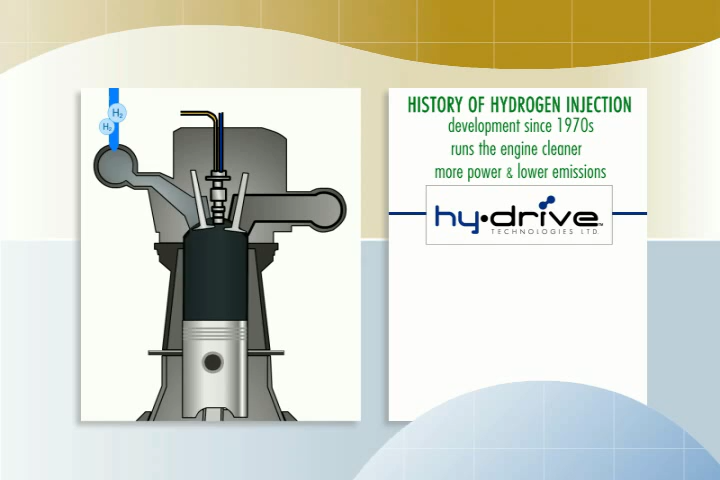 H₂
H₂
HISTORY OF HYDROGEN INJECTION
development since 1970s
runs the engine cleaner
more power & lower emissions
hy·drive™
TECHNOLOGIES LTD.